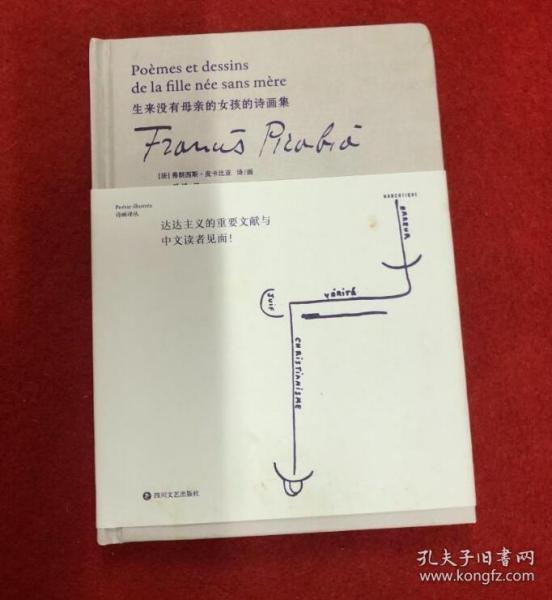 Poèmes et dessins
de la fille née sans mère
生来没有母亲的女孩的诗画集
Francis Picabia
[法] 弗朗西斯·皮卡比亚 诗/画
Poésie illustrée
诗画译丛
达达主义的重要文献与
中文读者见面!
NARCOTIQUE
ERREUR
VÉRITÉ
JUIF
CHRISTIANISME
四川文艺出版社
孔夫子旧书网
www.kongfz.com